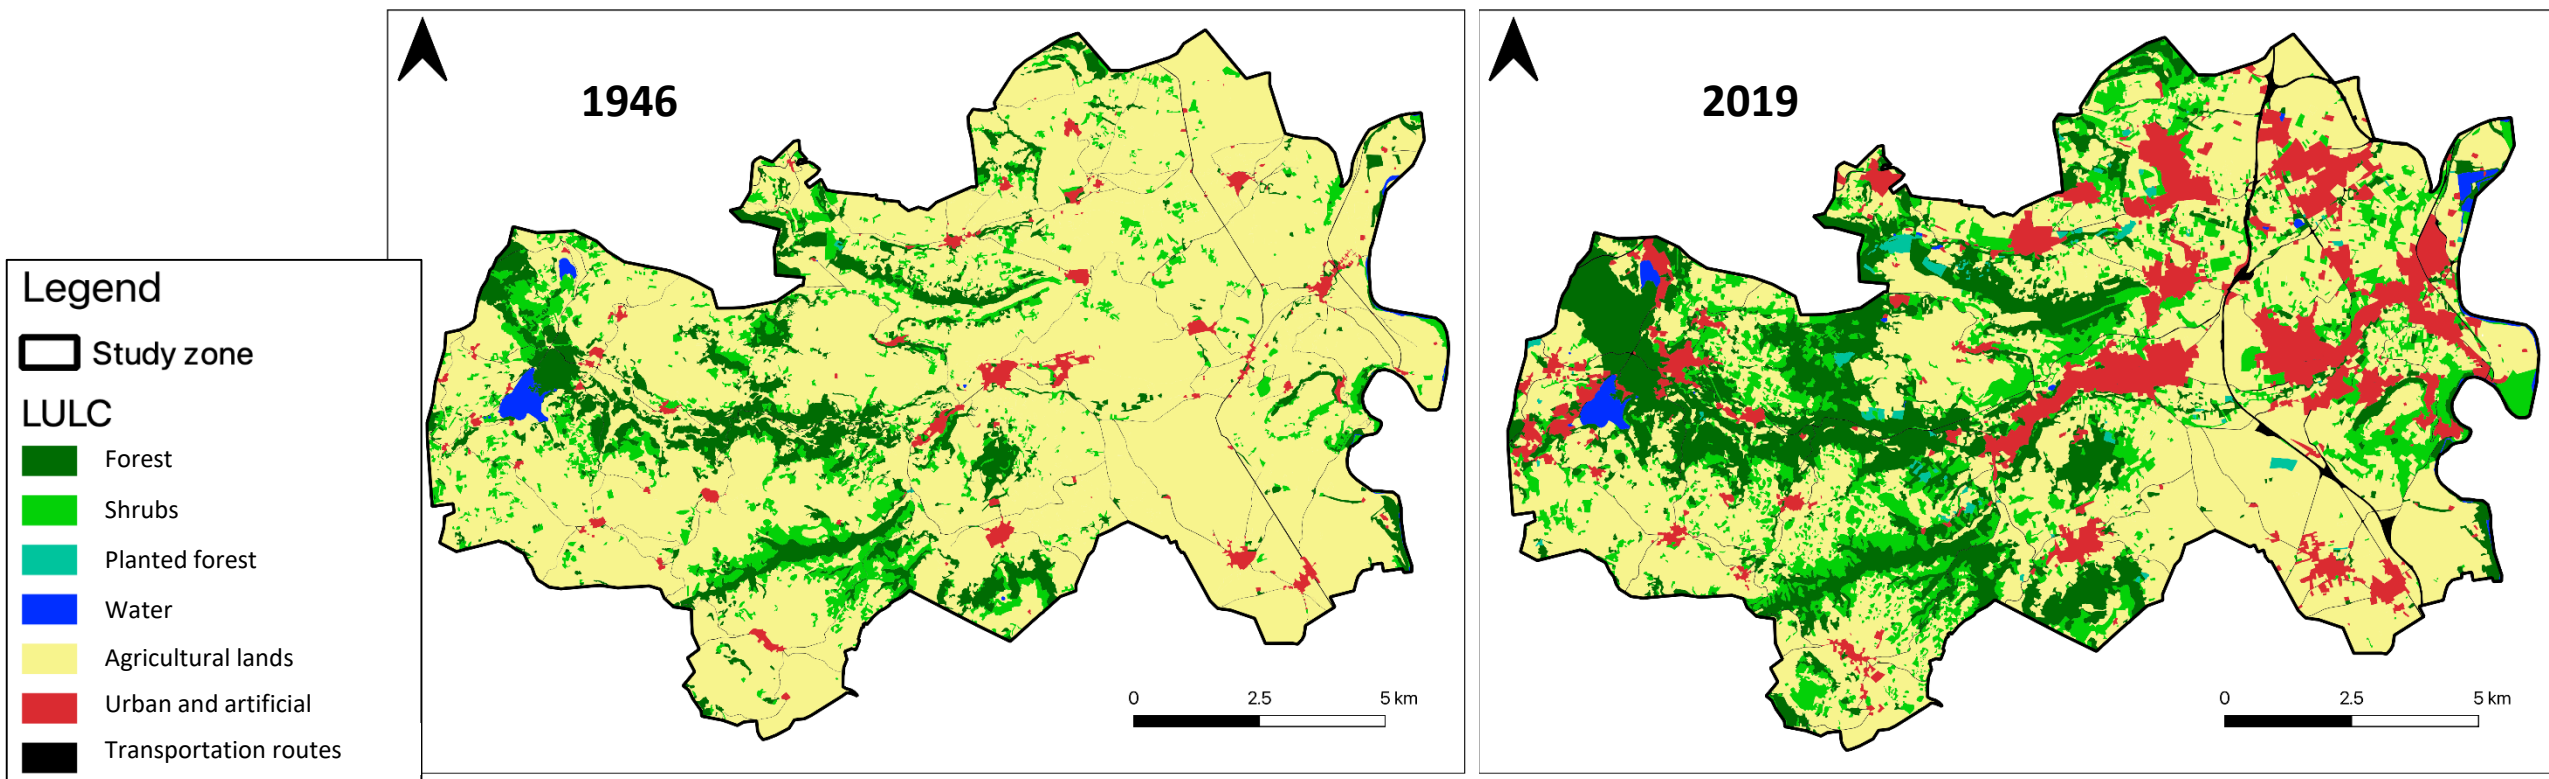 1946
2019
Legend
Study zone
LULC
Forest
Shrubs
Planted forest
Water
Agricultural lands
Urban and artificial
Transportation routes
0 2.5 5 km
0 2.5 5 km